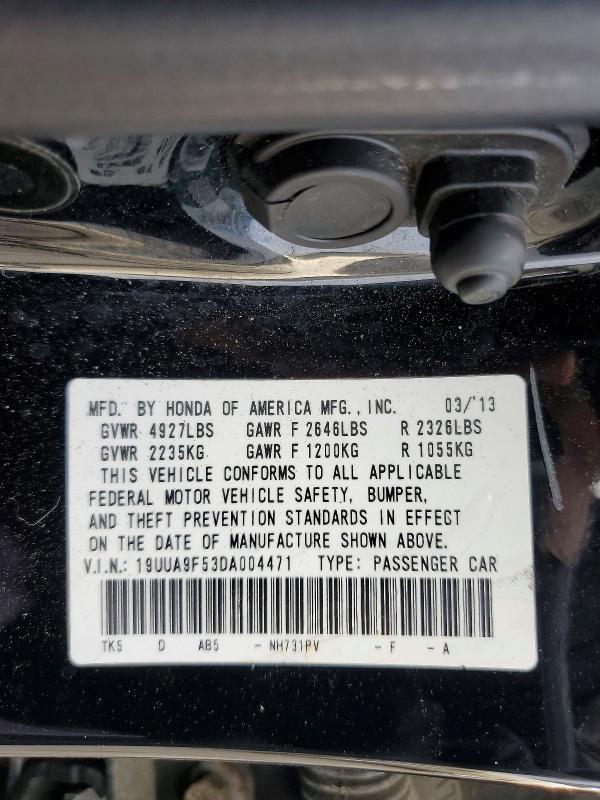 MFD. BY HONDA OF AMERICA MFG., INC. 03/'13
GVWR 4927LBS GAWR F 2646LBS R 2326LBS
GVWR 2235KG GAWR F 1200KG R 1055KG
THIS VEHICLE CONFORMS TO ALL APPLICABLE
FEDERAL MOTOR VEHICLE SAFETY, BUMPER,
AND THEFT PREVENTION STANDARDS IN EFFECT
ON THE DATE OF MANUFACTURE SHOWN ABOVE.
V.I.N.: 19UUA9F53DA004471 TYPE: PASSENGER CAR
TK5 D AB5 - NH731PV - F - A